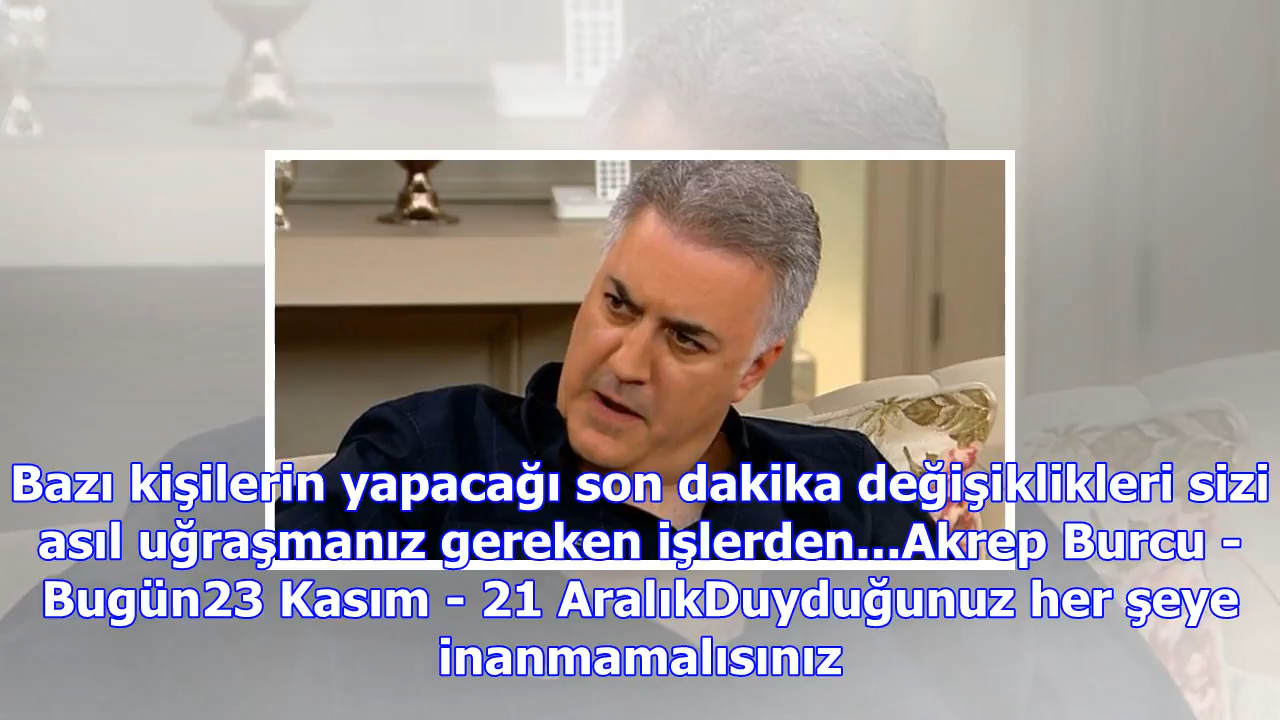 Bazı kişilerin yapacağı son dakika değişiklikleri sizi
asıl uğraşmanız gereken işlerden...Akrep Burcu -
Bugün23 Kasım - 21 AralıkDuyduğunuz her şeye
inanmamalısınız